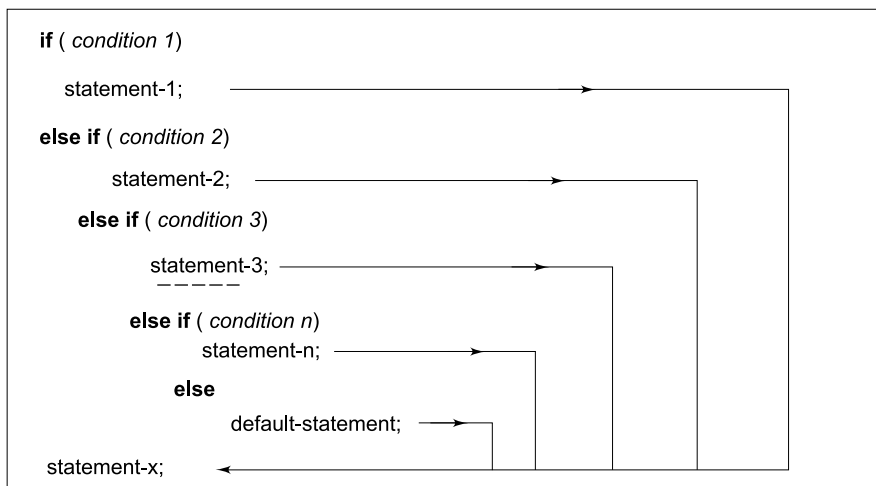 if ( condition 1)
statement-1;
else if ( condition 2)
statement-2;
else if ( condition 3)
statement-3;
else if ( condition n)
statement-n;
else
default-statement;
statement-x;